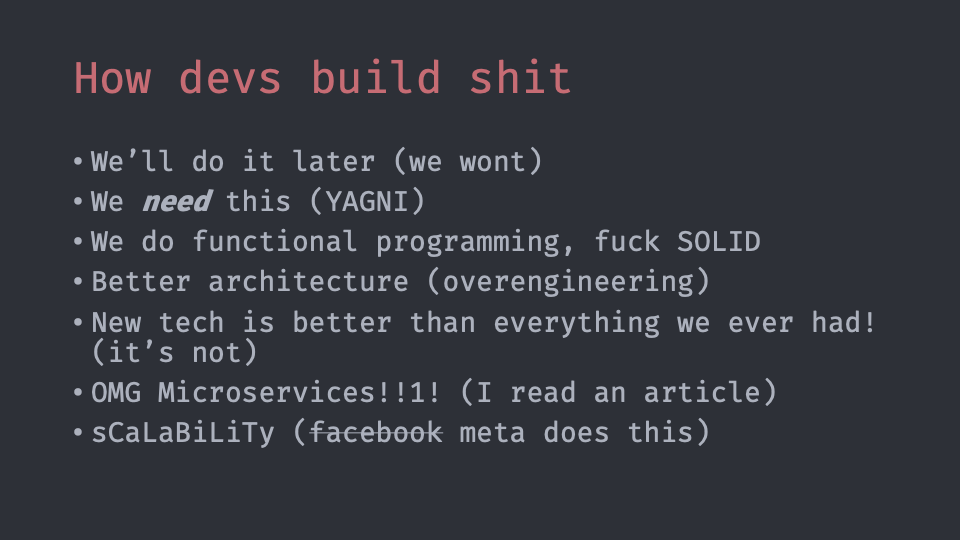 How devs build shit
• We’ll do it later (we wont)
• We need this (YAGNI)
• We do functional programming, fuck SOLID
• Better architecture (overengineering)
• New tech is better than everything we ever had!
(it’s not)
• OMG Microservices!!1! (I read an article)
• sCaLaBiLiTy (facebook meta does this)